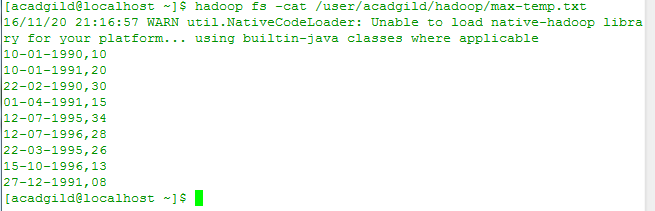 [acadgild@localhost ~]$ hadoop fs -cat /user/acadgild/hadoop/max-temp.txt
16/11/20 21:16:57 WARN util.NativeCodeLoader: Unable to load native-hadoop libra
ry for your platform... using builtin-java classes where applicable
10-01-1990,10
10-01-1991,20
22-02-1990,30
01-04-1991,15
12-07-1995,34
12-07-1996,28
22-03-1995,26
15-10-1996,13
27-12-1991,08
[acadgild@localhost ~]$